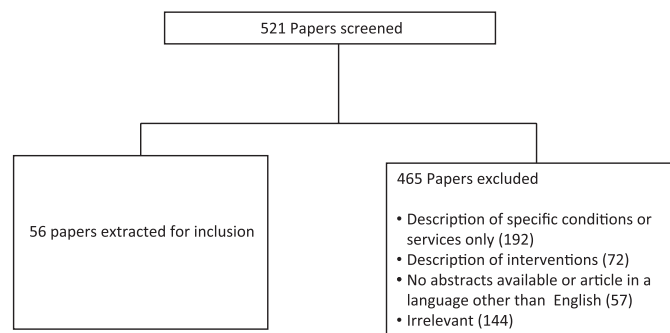 521 Papers screened
56 papers extracted for inclusion
465 Papers excluded
• Description of specific conditions or
services only (192)
• Description of interventions (72)
• No abstracts available or article in a
language other than English (57)
• Irrelevant (144)